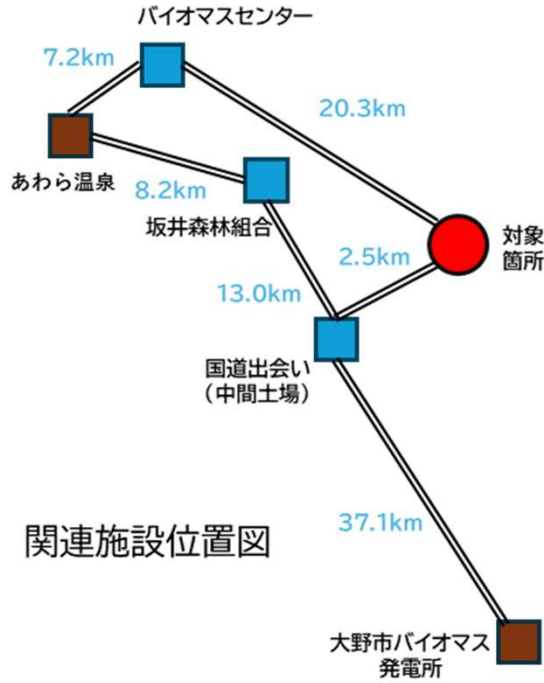 バイオマスセンター
7.2km
20.3km
あわら温泉
8.2km
坂井森林組合
対象
箇所
2.5km
13.0km
国道出会い
（中間土場）
37.1km
関連施設位置図
大野市バイオマス
発電所